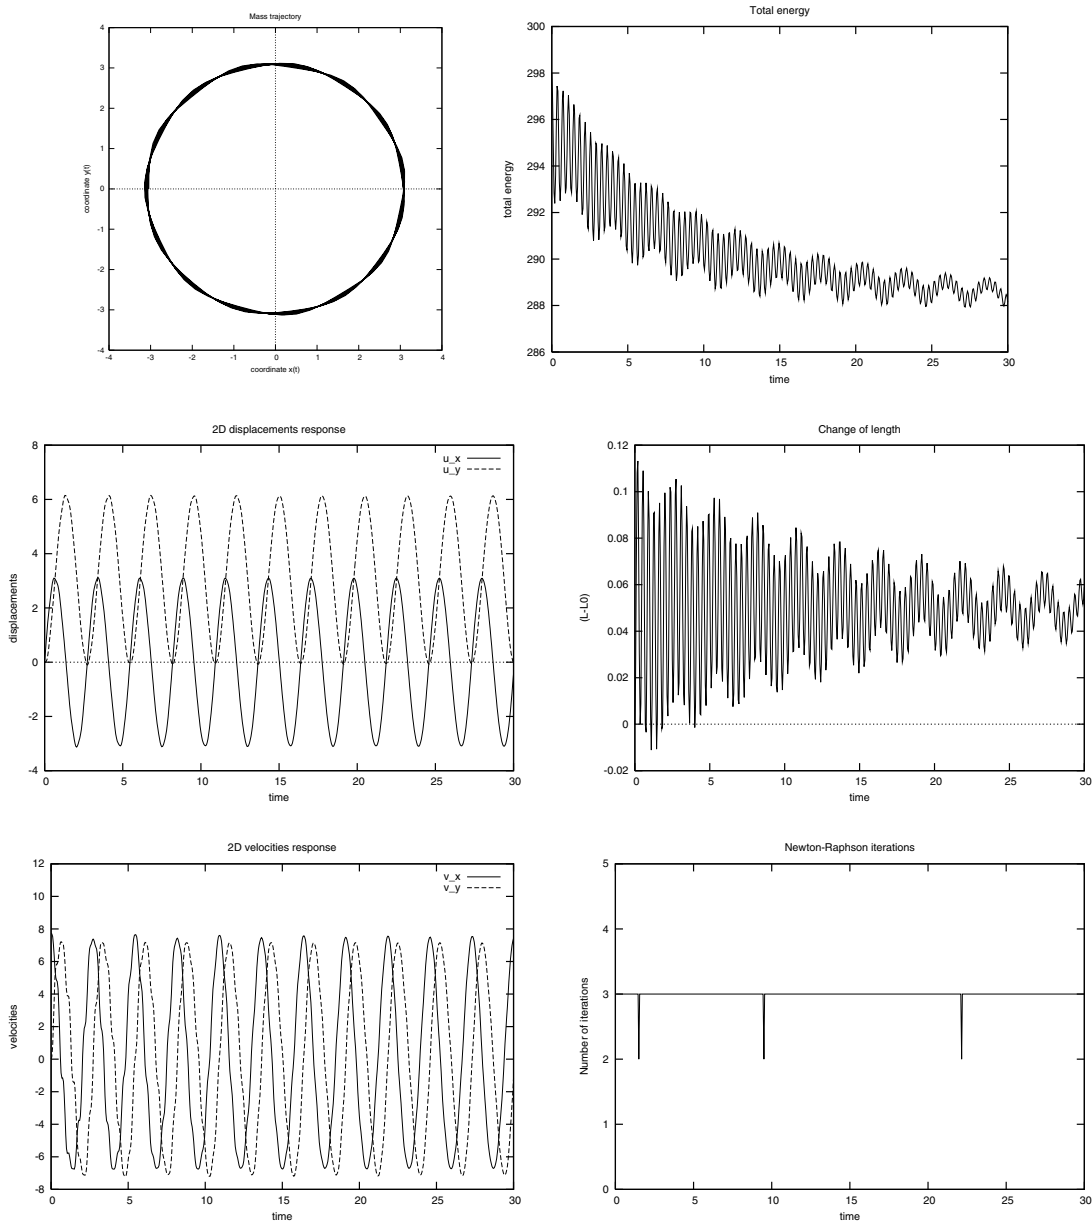 Mass trajectory
4
3
2
1
0
-1
-2
-3
-4
coordinate y(t)
-4 -3 -2 -1 0 1 2 3 4
coordinate x(t)
Total energy
300
298
296
294
292
290
288
286
total energy
0 5 10 15 20 25 30
time
2D displacements response
u_x
u_y
8
6
4
2
0
-2
-4
displacements
0 5 10 15 20 25 30
time
Change of length
0.12
0.1
0.08
0.06
0.04
0.02
0
-0.02
(L-L0)
0 5 10 15 20 25 30
time
2D velocities response
v_x
v_y
12
10
8
6
4
2
0
-2
-4
-6
-8
velocities
0 5 10 15 20 25 30
time
Newton-Raphson iterations
5
4
3
2
1
0
Number of iterations
0 5 10 15 20 25 30
time